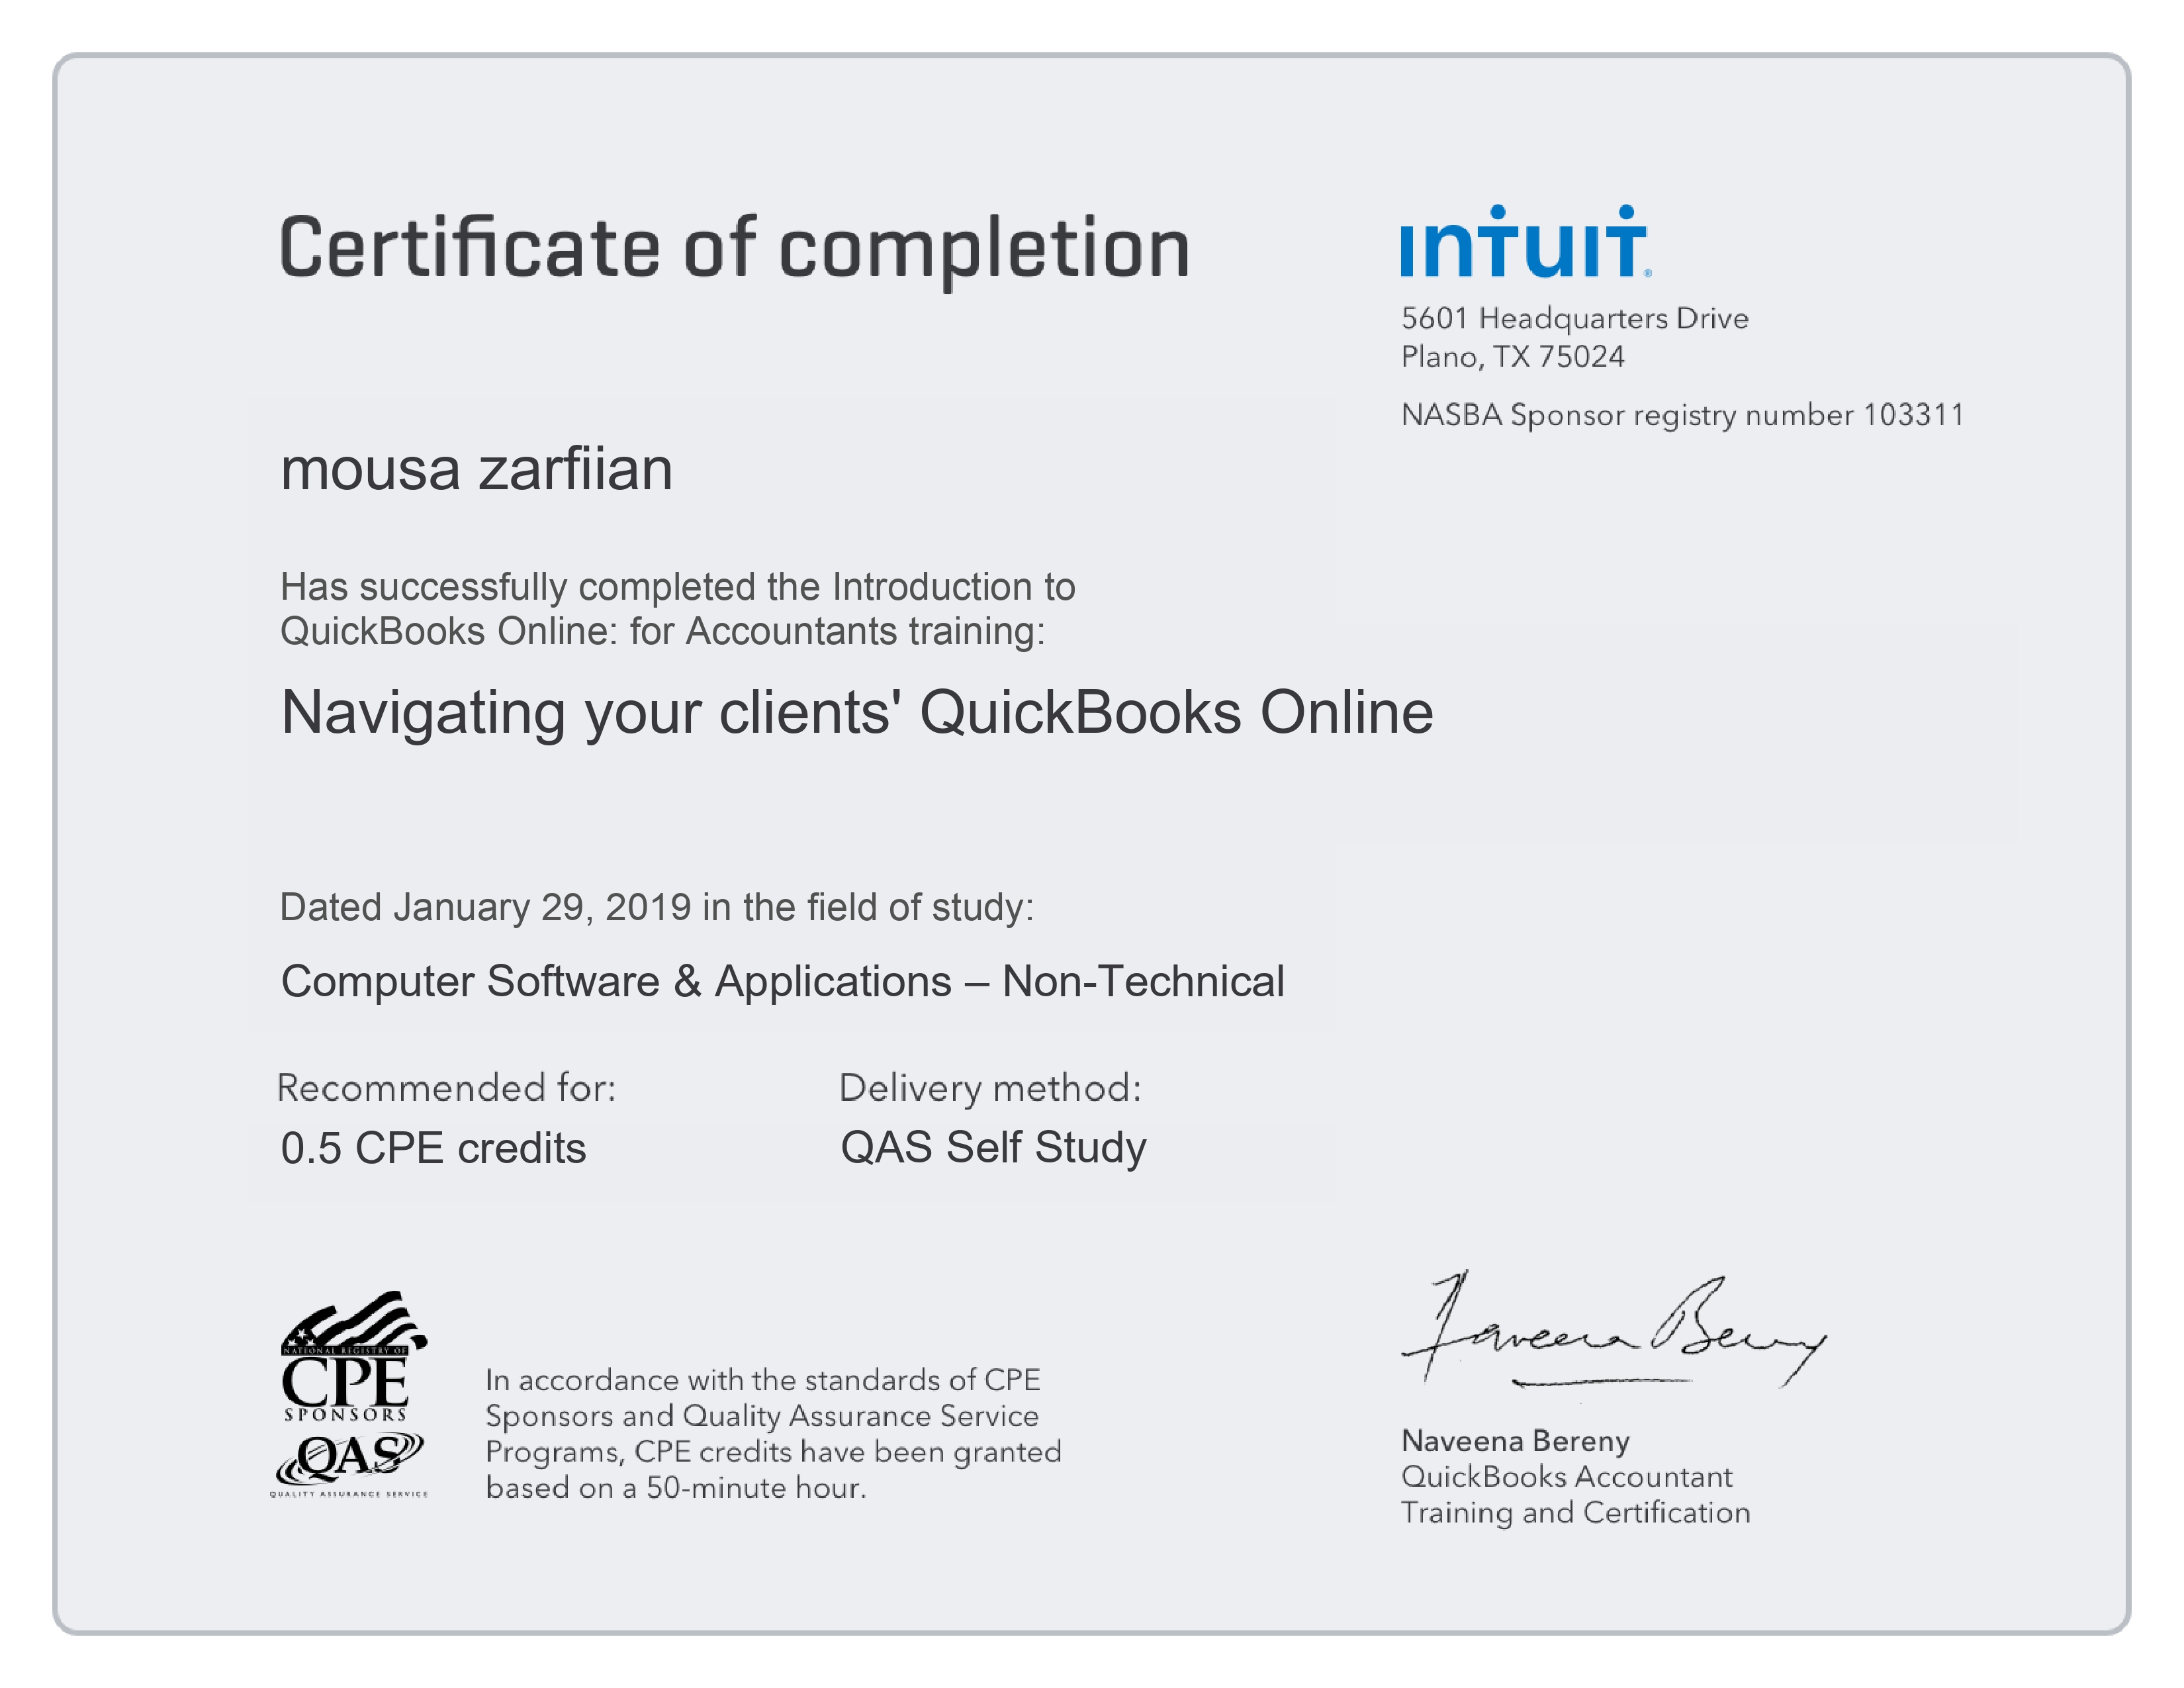 Certificate of completion
intuit®
5601 Headquarters Drive
Plano, TX 75024
NASBA Sponsor registry number 103311
mousa zarfiian
Has successfully completed the Introduction to
QuickBooks Online: for Accountants training:
Navigating your clients' QuickBooks Online
Dated January 29, 2019 in the field of study:
Computer Software & Applications – Non-Technical
Recommended for:
0.5 CPE credits
Delivery method:
QAS Self Study
NATIONAL REGISTRY OF
CPE
SPONSORS
QAS
QUALITY ASSURANCE SERVICE
In accordance with the standards of CPE
Sponsors and Quality Assurance Service
Programs, CPE credits have been granted
based on a 50-minute hour.
Naveena Bereny
Naveena Bereny
QuickBooks Accountant
Training and Certification